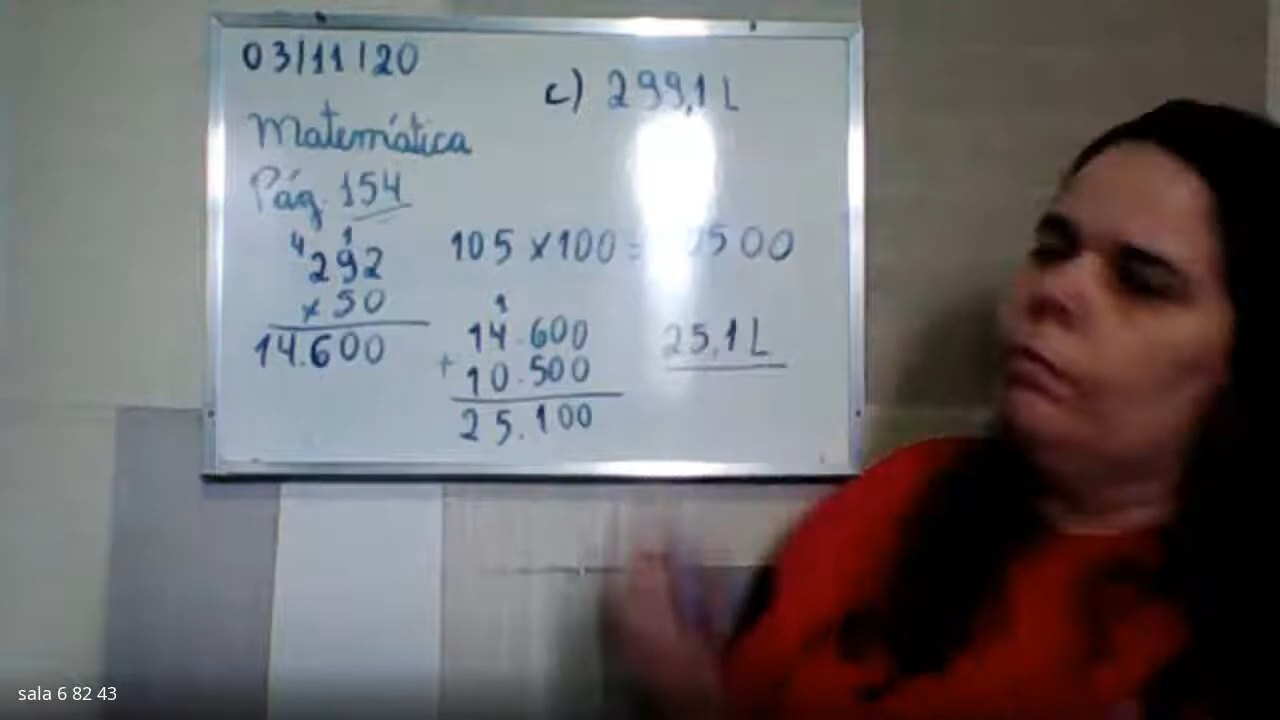 03/11/20
c) 299,1 L
Matemática
Pág. 154
4 1
292
x 50
14.600
105 x 100 = 500
1
14.600
+ 10.500
25.100
25,1 L
sala 6 82 43